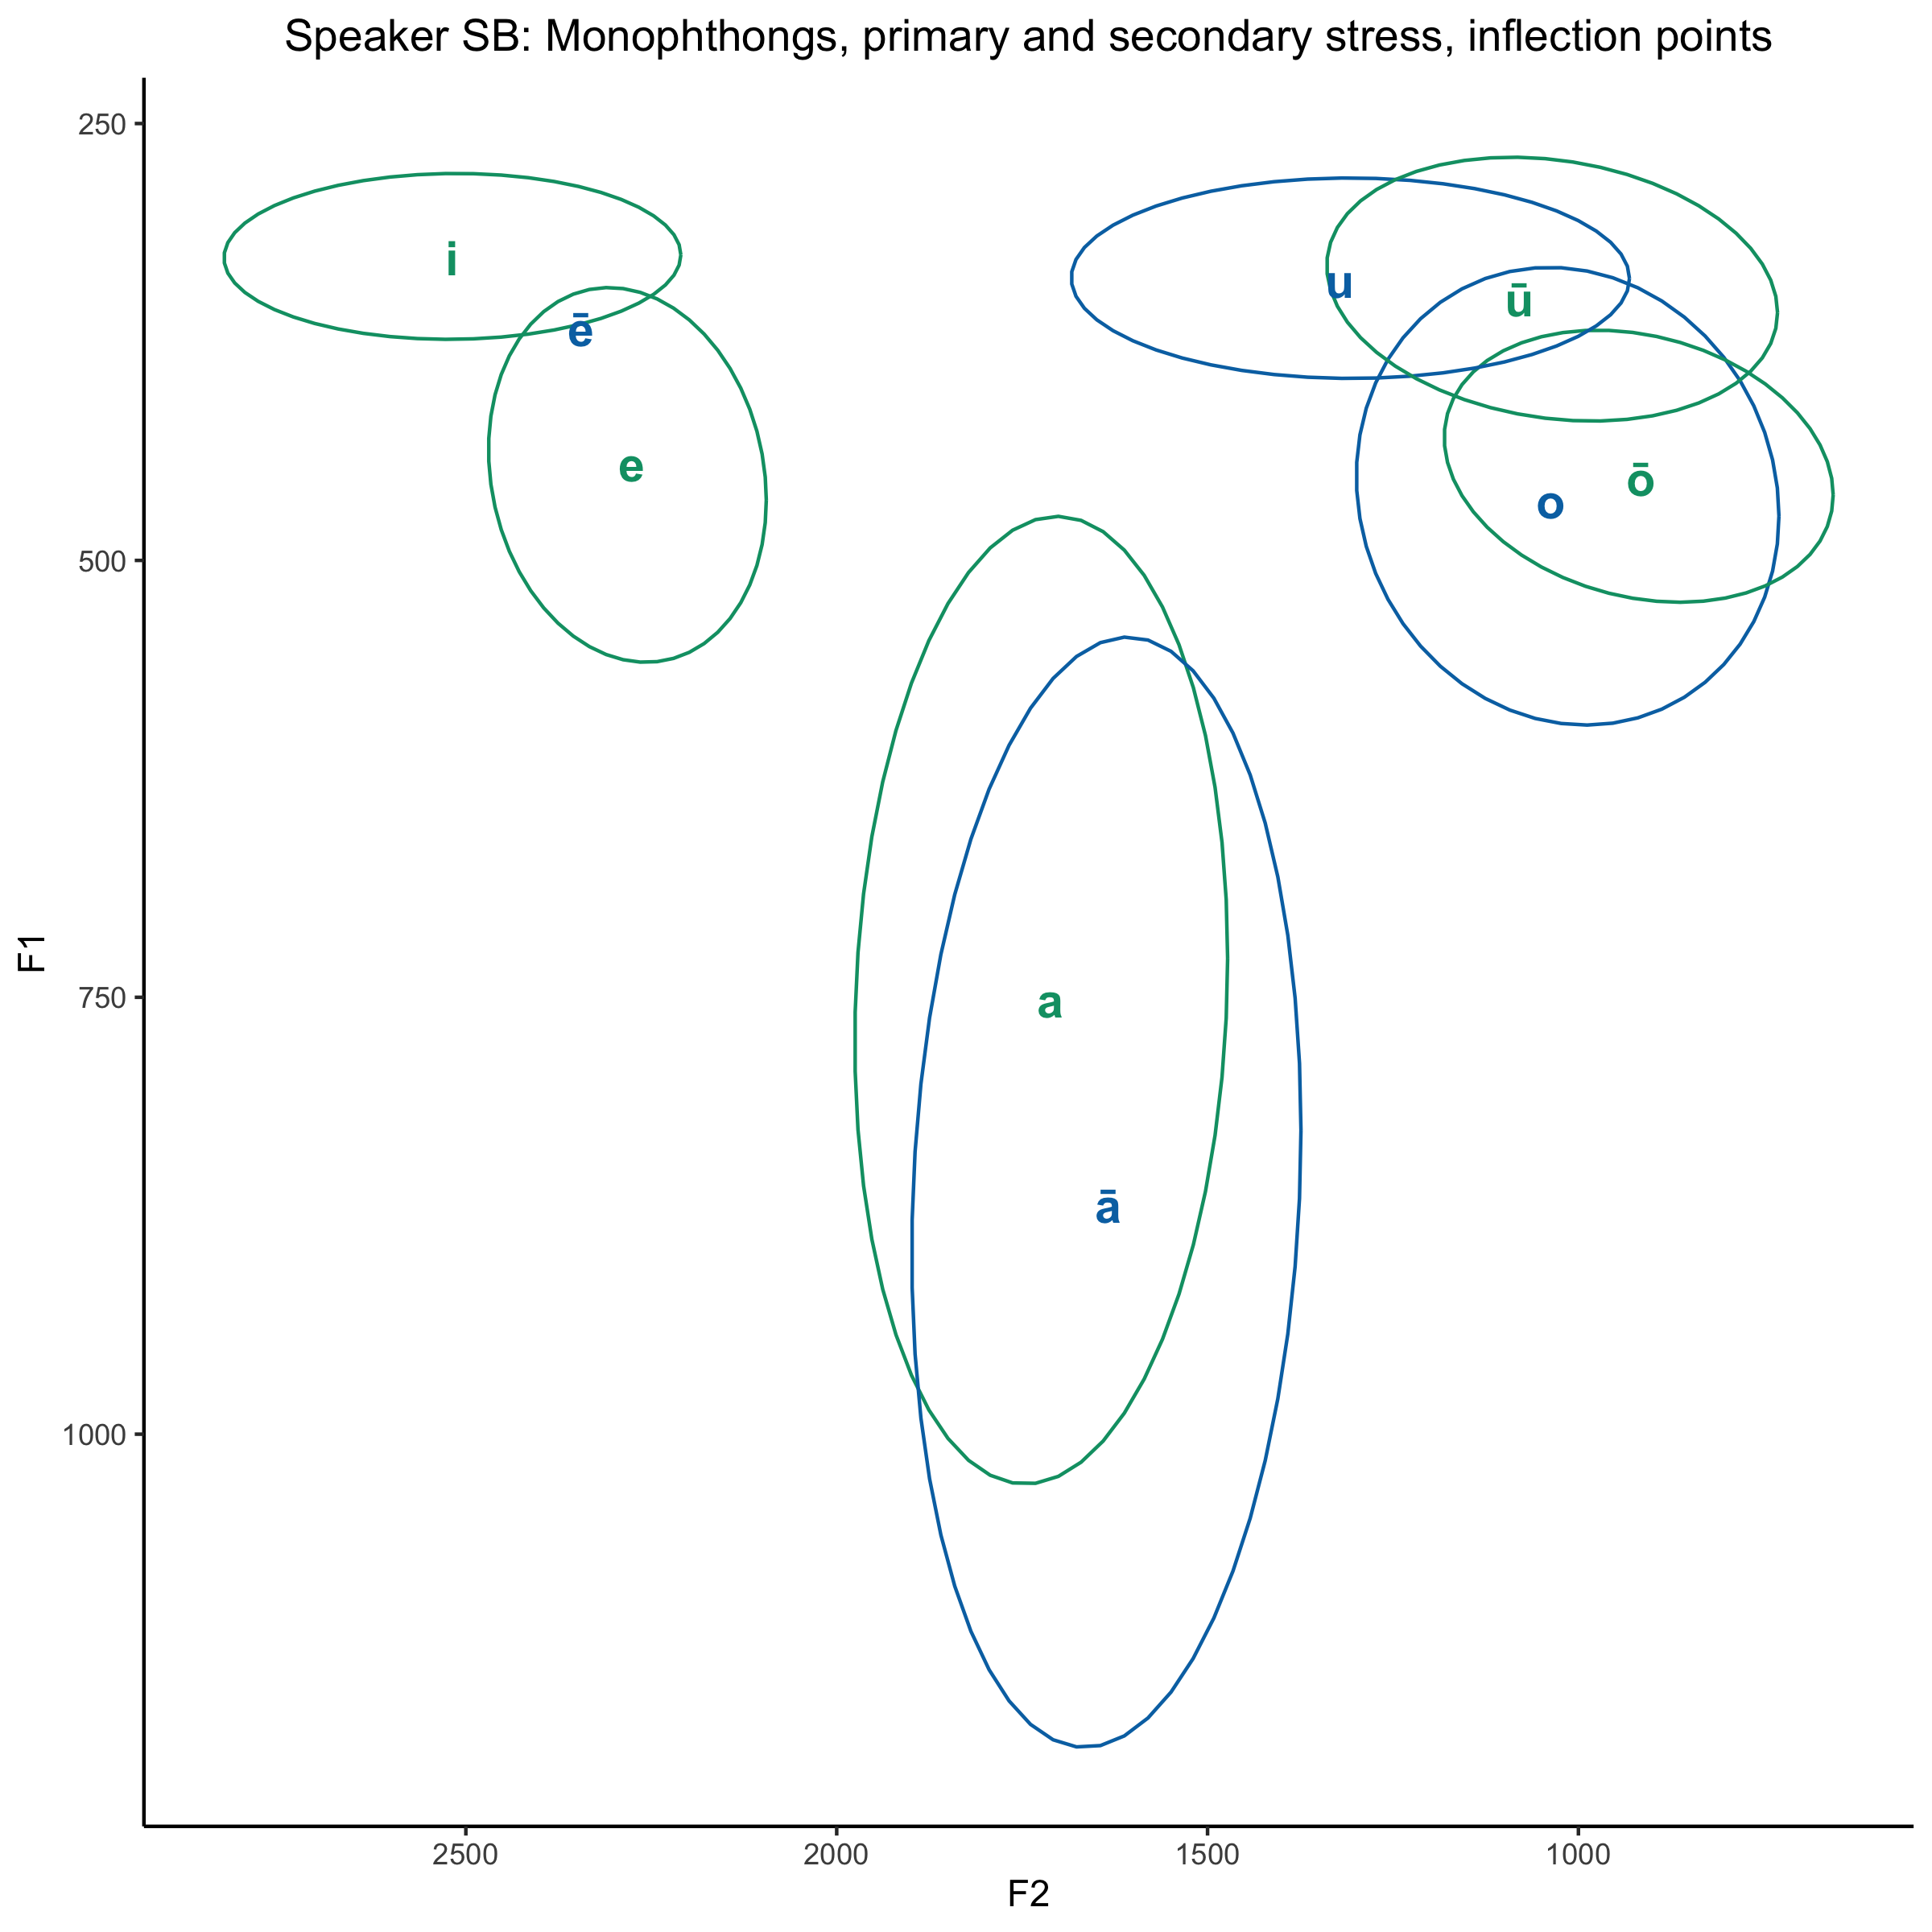 Speaker SB: Monophthongs, primary and secondary stress, inflection points
250
500
750
1000
F1
i
ē
e
u
ū
o
ō
a
ā
2500
2000
1500
1000
F2